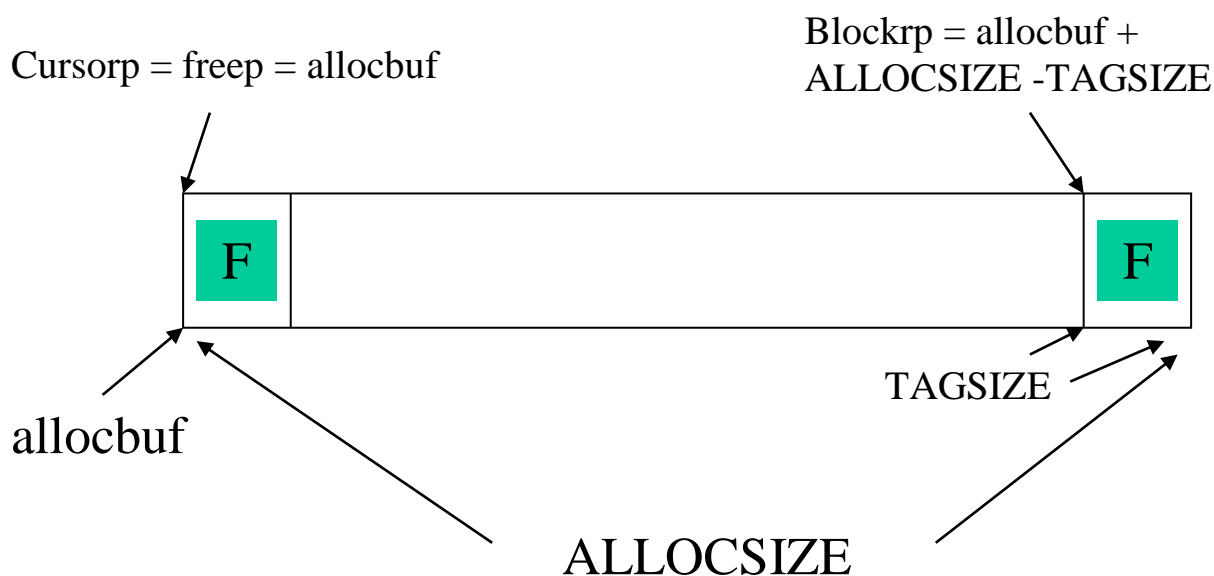 Cursorp = freep = allocbuf
Blockrp = allocbuf +
ALLOCSIZE -TAGSIZE
F
F
TAGSIZE
allocbuf
ALLOCSIZE